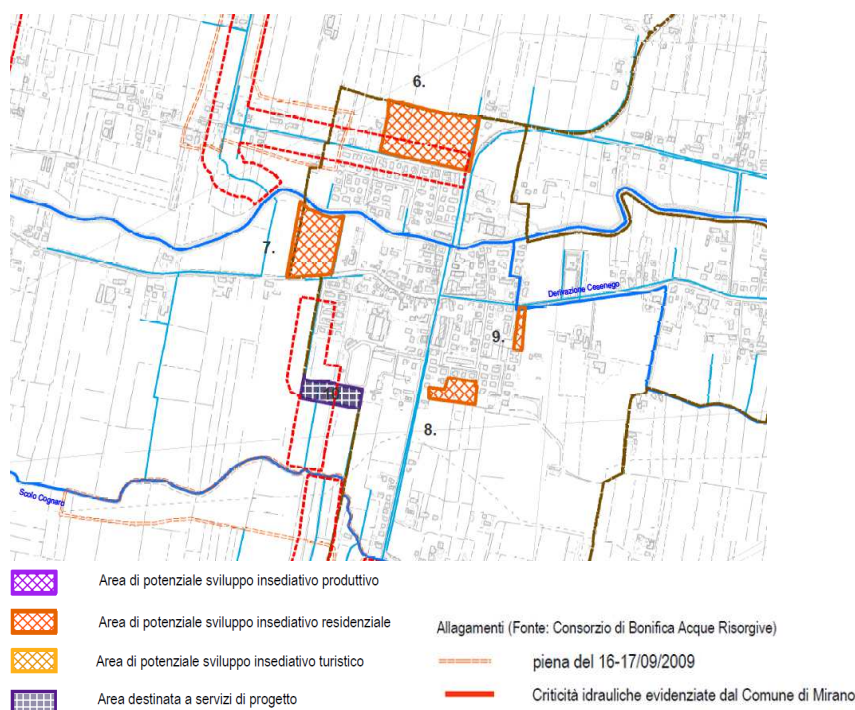 6.
7.
Derivazione Cesenego
9.
10.
8.
Scolo Cognaro
Area di potenziale sviluppo insediativo produttivo
Area di potenziale sviluppo insediativo residenziale
Area di potenziale sviluppo insediativo turistico
Area destinata a servizi di progetto
Allagamenti (Fonte: Consorzio di Bonifica Acque Risorgive)
piena del 16-17/09/2009
Criticità idrauliche evidenziate dal Comune di Mirano